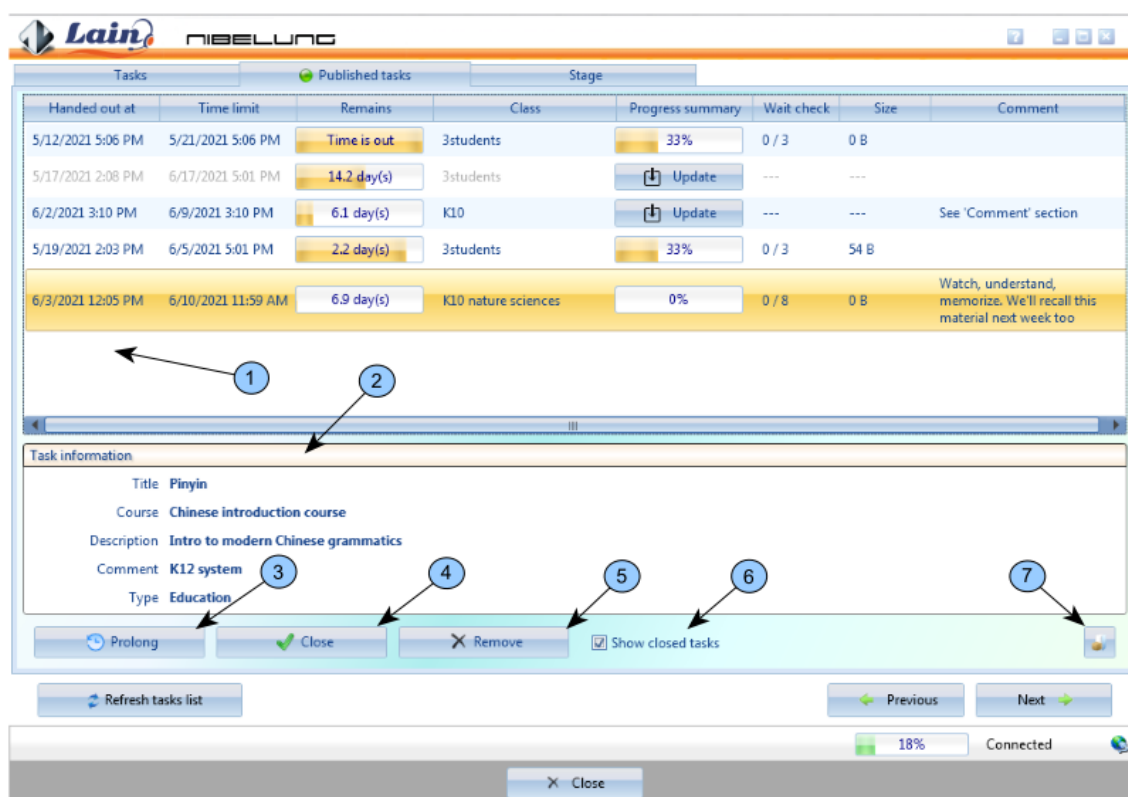 Lain NIBELUNG
Tasks Published tasks Stage
Handed out at Time limit Remains Class Progress summary Wait check Size Comment
5/12/2021 5:06 PM 5/21/2021 5:06 PM Time is out 3students 33% 0 / 3 0 B
5/17/2021 2:08 PM 6/17/2021 5:01 PM 14.2 day(s) 3students Update --- ---
6/2/2021 3:10 PM 6/9/2021 3:10 PM 6.1 day(s) K10 Update --- --- See 'Comment' section
5/19/2021 2:03 PM 6/5/2021 5:01 PM 2.2 day(s) 3students 33% 0 / 3 54 B
6/3/2021 12:05 PM 6/10/2021 11:59 AM 6.9 day(s) K10 nature sciences 0% 0 / 8 0 B Watch, understand,
memorize. We'll recall this
material next week too
1
2
Task information
Title Pinyin
Course Chinese introduction course
Description Intro to modern Chinese grammatics
Comment K12 system
Type Education
3 4 5 6 7
Prolong Close Remove Show closed tasks
Refresh tasks list Previous Next
18% Connected
Close